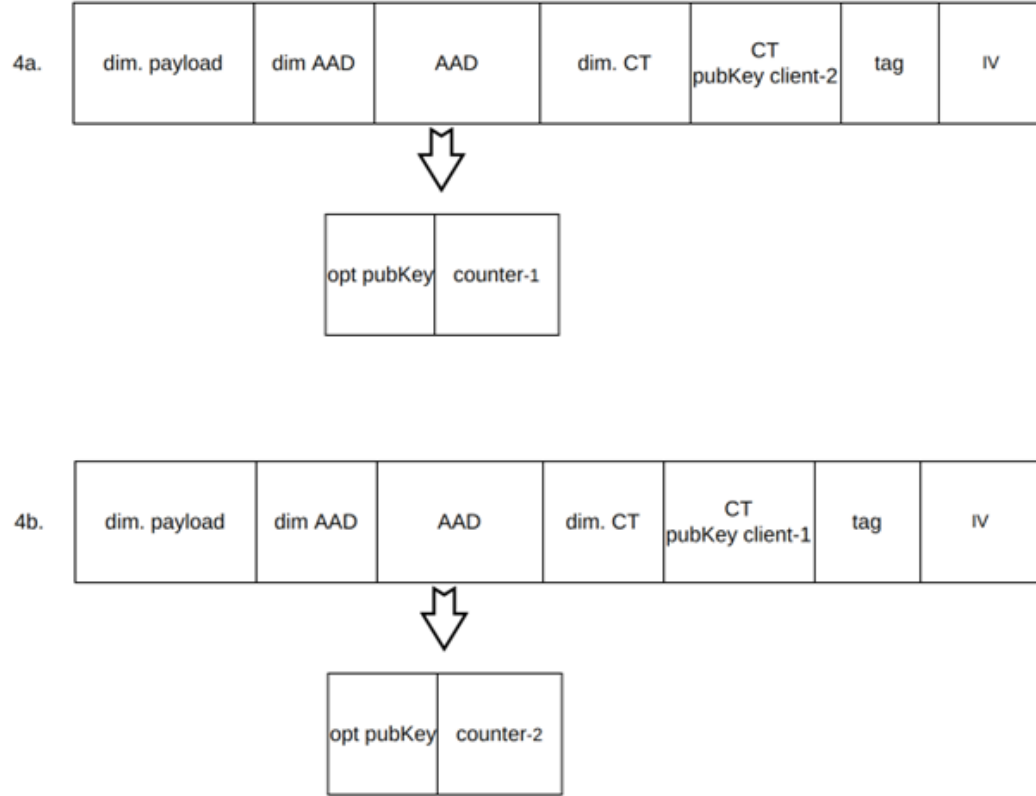 4a.
dim. payload
dim AAD
AAD
dim. CT
CT
pubKey client-2
tag
IV
opt pubKey
counter-1
4b.
dim. payload
dim AAD
AAD
dim. CT
CT
pubKey client-1
tag
IV
opt pubKey
counter-2